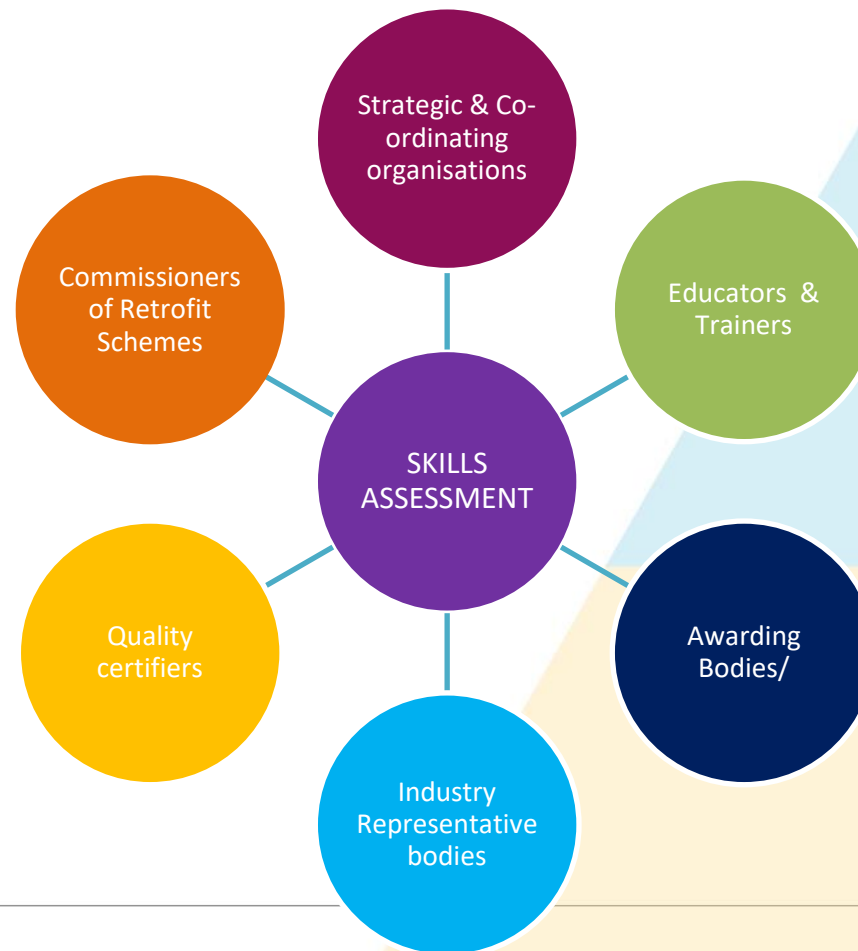 Strategic & Co-
ordinating
organisations
Commissioners
of Retrofit
Schemes
Educators & 
Trainers
SKILLS
ASSESSMENT
Quality
certifiers
Awarding
Bodies/
Industry
Representative
bodies